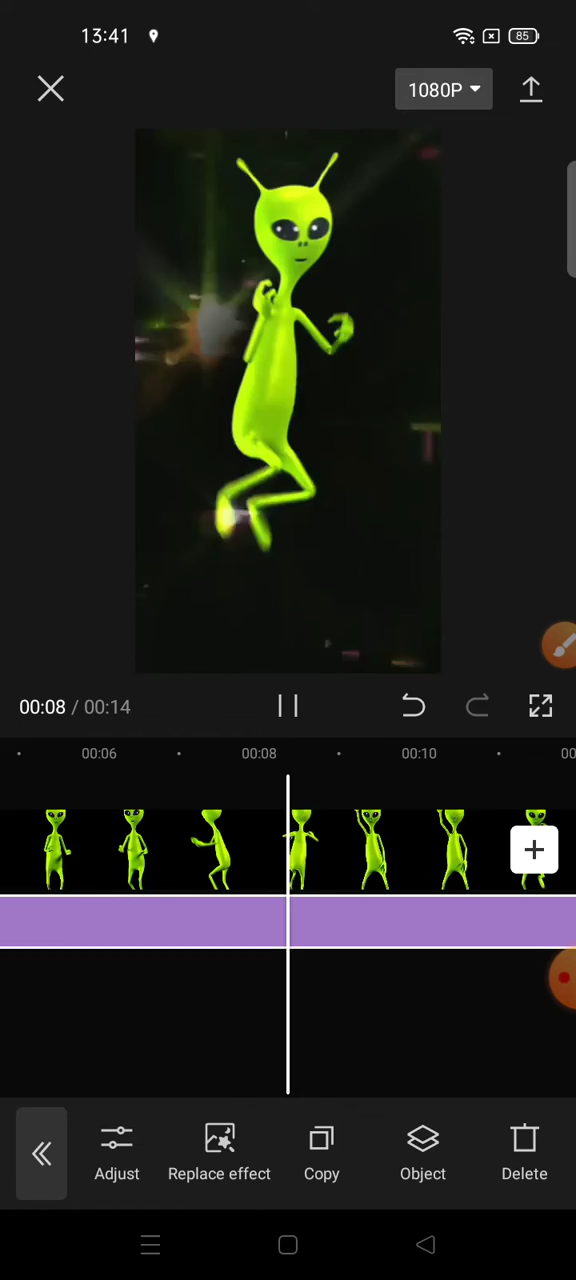 13:41
85
1080P
00:08 / 00:14
00:06
00:08
00:10
00
Adjust
Replace effect
Copy
Object
Delete